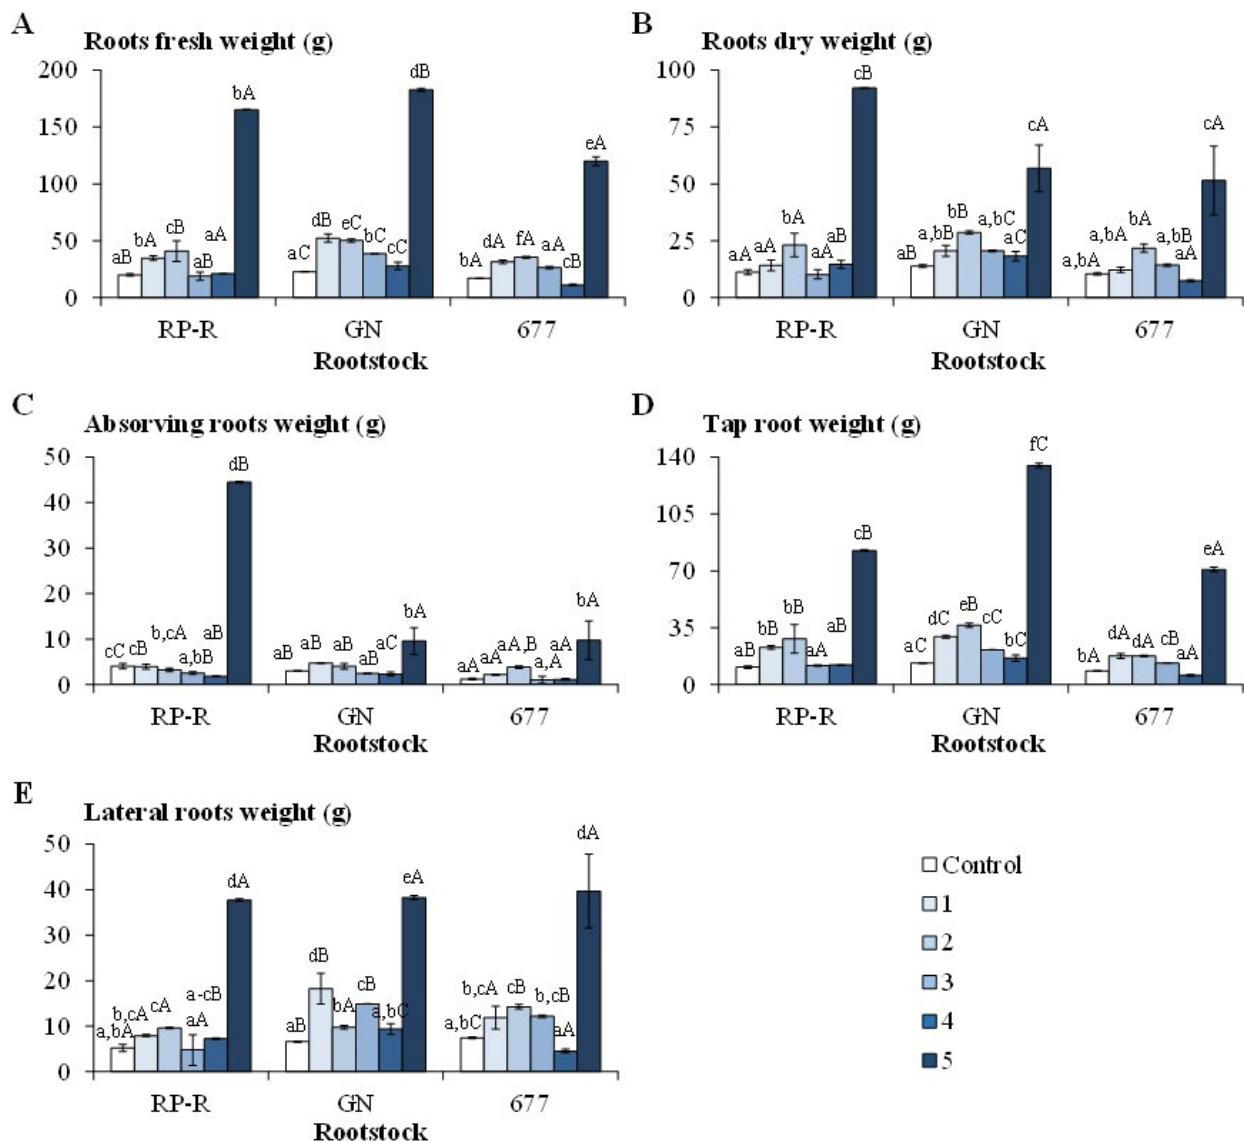 A
Roots fresh weight (g)
200
150
100
50
0
aB bA cB aB aA bA
aC dB eC bC cC dB
bA dA fA aA cB eA
RP-R GN 677
Rootstock
B
Roots dry weight (g)
100
75
50
25
0
aA aA bA aA aB cB
aB a,bB bB a,bC aC cA
a,bA a,bA bA a,bB aA cA
RP-R GN 677
Rootstock
C
Absorving roots weight (g)
50
40
30
20
10
0
cC cB b,cA a,bB aB dB
aB aB aB aB aC bA
aA aA aA,B a,A aA bA
RP-R GN 677
Rootstock
D
Tap root weight (g)
140
105
70
35
0
aB bB bB aA aB cB
aC dC eB cC bC fC
bA dA dA cB aA eA
RP-R GN 677
Rootstock
E
Lateral roots weight (g)
50
40
30
20
10
0
a,bA b,cA cA aA a-cB dA
aB dB bA cB a,bC eA
a,bC b,cA cB b,cB aA dA
RP-R GN 677
Rootstock
Control
1
2
3
4
5